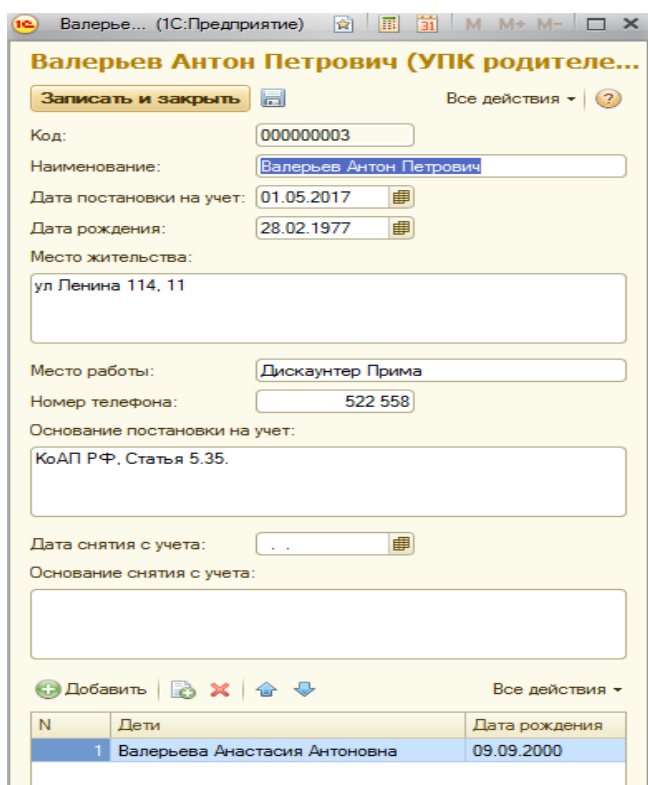 Валерье... (1С:Предприятие) 31 M M+ M-
Валерьев Антон Петрович (УПК родителе...
Записать и закрыть Все действия ?
Код: 000000003
Наименование: Валерьев Антон Петрович
Дата постановки на учет: 01.05.2017
Дата рождения: 28.02.1977
Место жительства:
ул Ленина 114, 11
Место работы: Дискаунтер Прима
Номер телефона: 522 558
Основание постановки на учет:
КоАП РФ, Статья 5.35.
Дата снятия с учета: . .
Основание снятия с учета:
Добавить Все действия
N Дети Дата рождения
1 Валерьева Анастасия Антоновна 09.09.2000